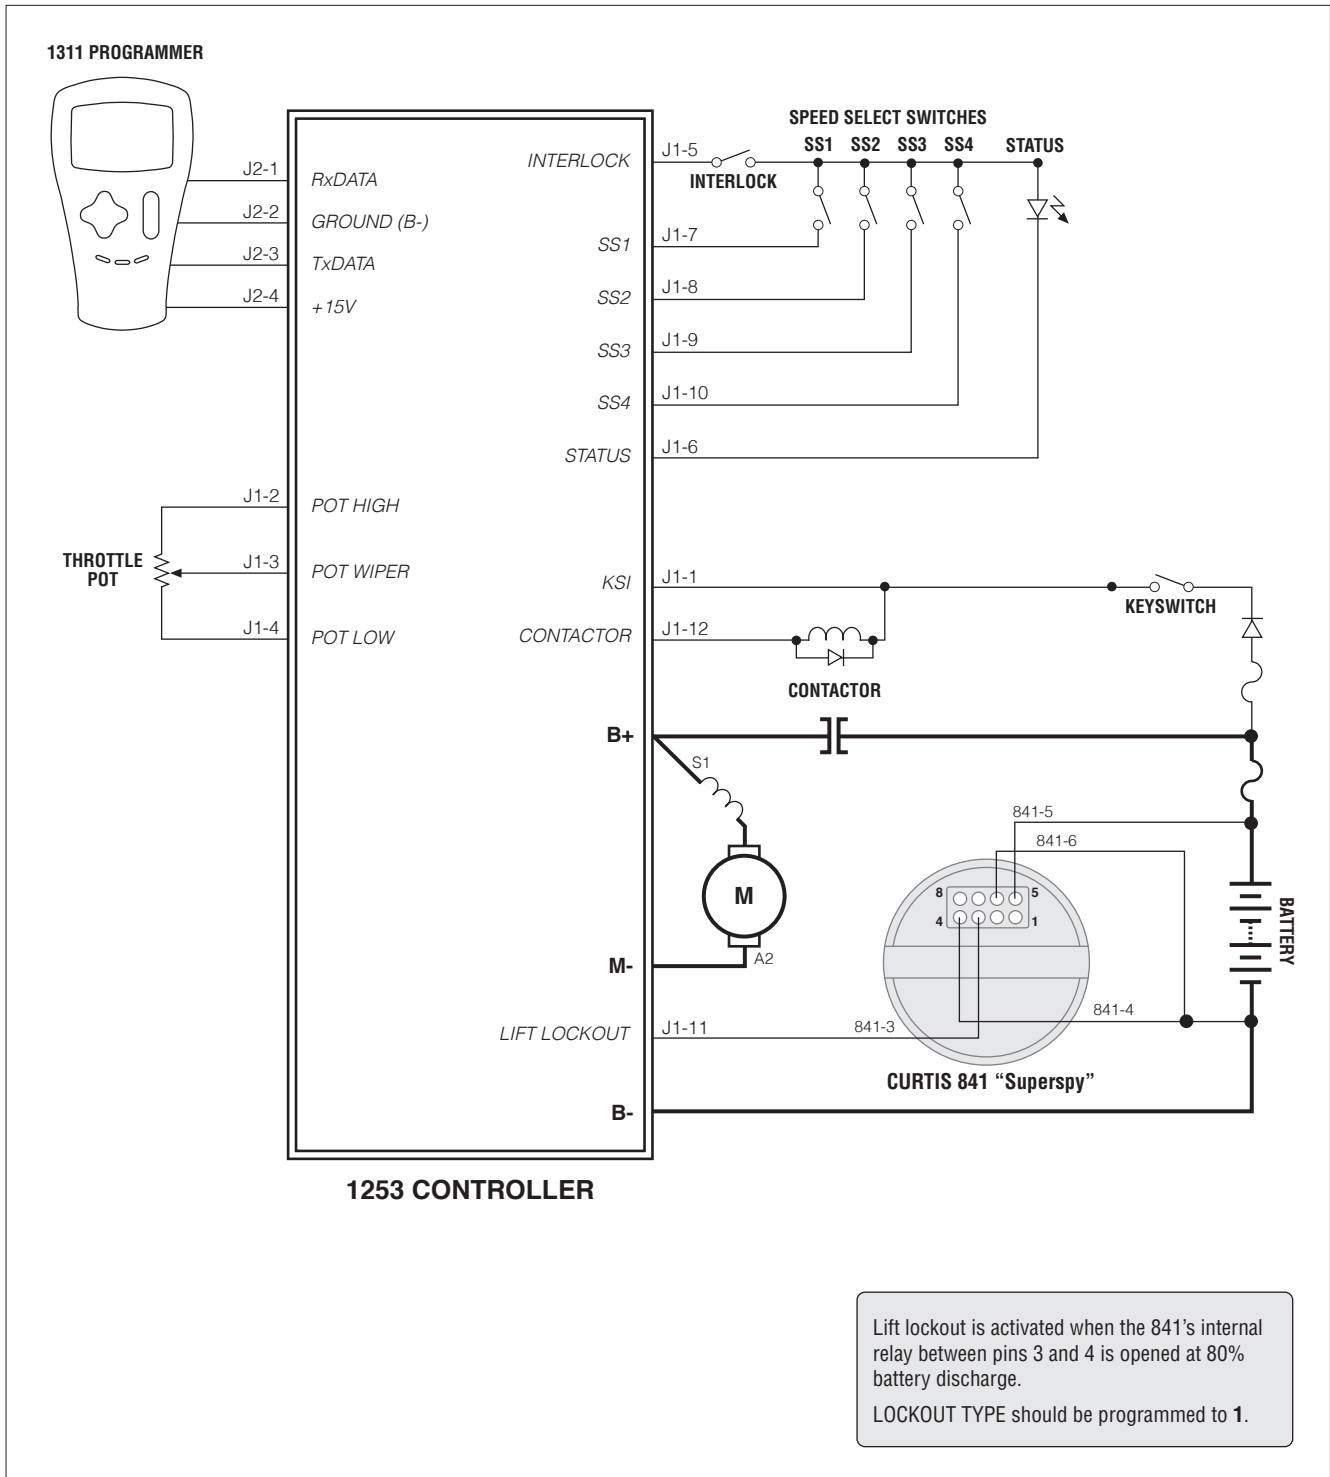 1311 PROGRAMMER
J2-1
RxDATA
J2-2
GROUND (B-)
J2-3
TxDATA
J2-4
+15V
J1-2
POT HIGH
THROTTLE
POT
J1-3
POT WIPER
J1-4
POT LOW
SPEED SELECT SWITCHES
SS1 SS2 SS3 SS4 STATUS
INTERLOCK
J1-5
INTERLOCK
SS1
J1-7
SS2
J1-8
SS3
J1-9
SS4
J1-10
STATUS
J1-6
KSI
J1-1
KEYSWITCH
CONTACTOR
J1-12
CONTACTOR
B+
S1
M
A2
M-
841-5
841-6
8
5
4
1
BATTERY
841-4
LIFT LOCKOUT
J1-11
841-3
CURTIS 841 “Superspy”
B-
1253 CONTROLLER
Lift lockout is activated when the 841’s internal
relay between pins 3 and 4 is opened at 80%
battery discharge.
LOCKOUT TYPE should be programmed to 1.